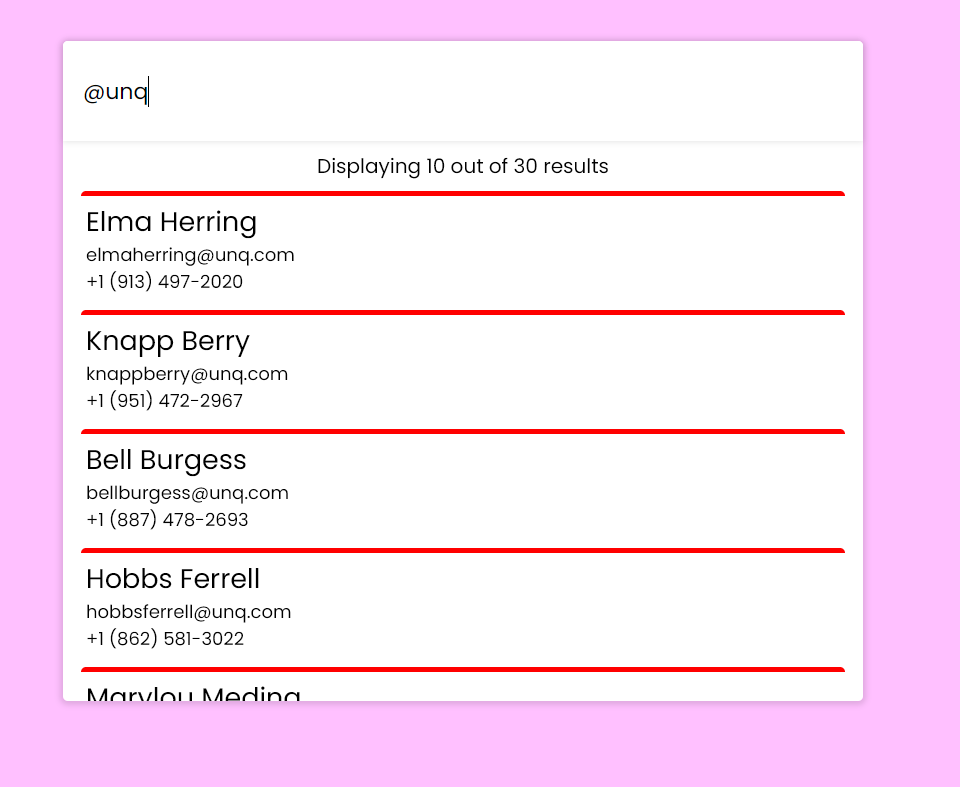 @unq
Displaying 10 out of 30 results
Elma Herring
elmaherring@unq.com
+1 (913) 497-2020
Knapp Berry
knappberry@unq.com
+1 (951) 472-2967
Bell Burgess
bellburgess@unq.com
+1 (887) 478-2693
Hobbs Ferrell
hobbsferrell@unq.com
+1 (862) 581-3022
Marylou Medina